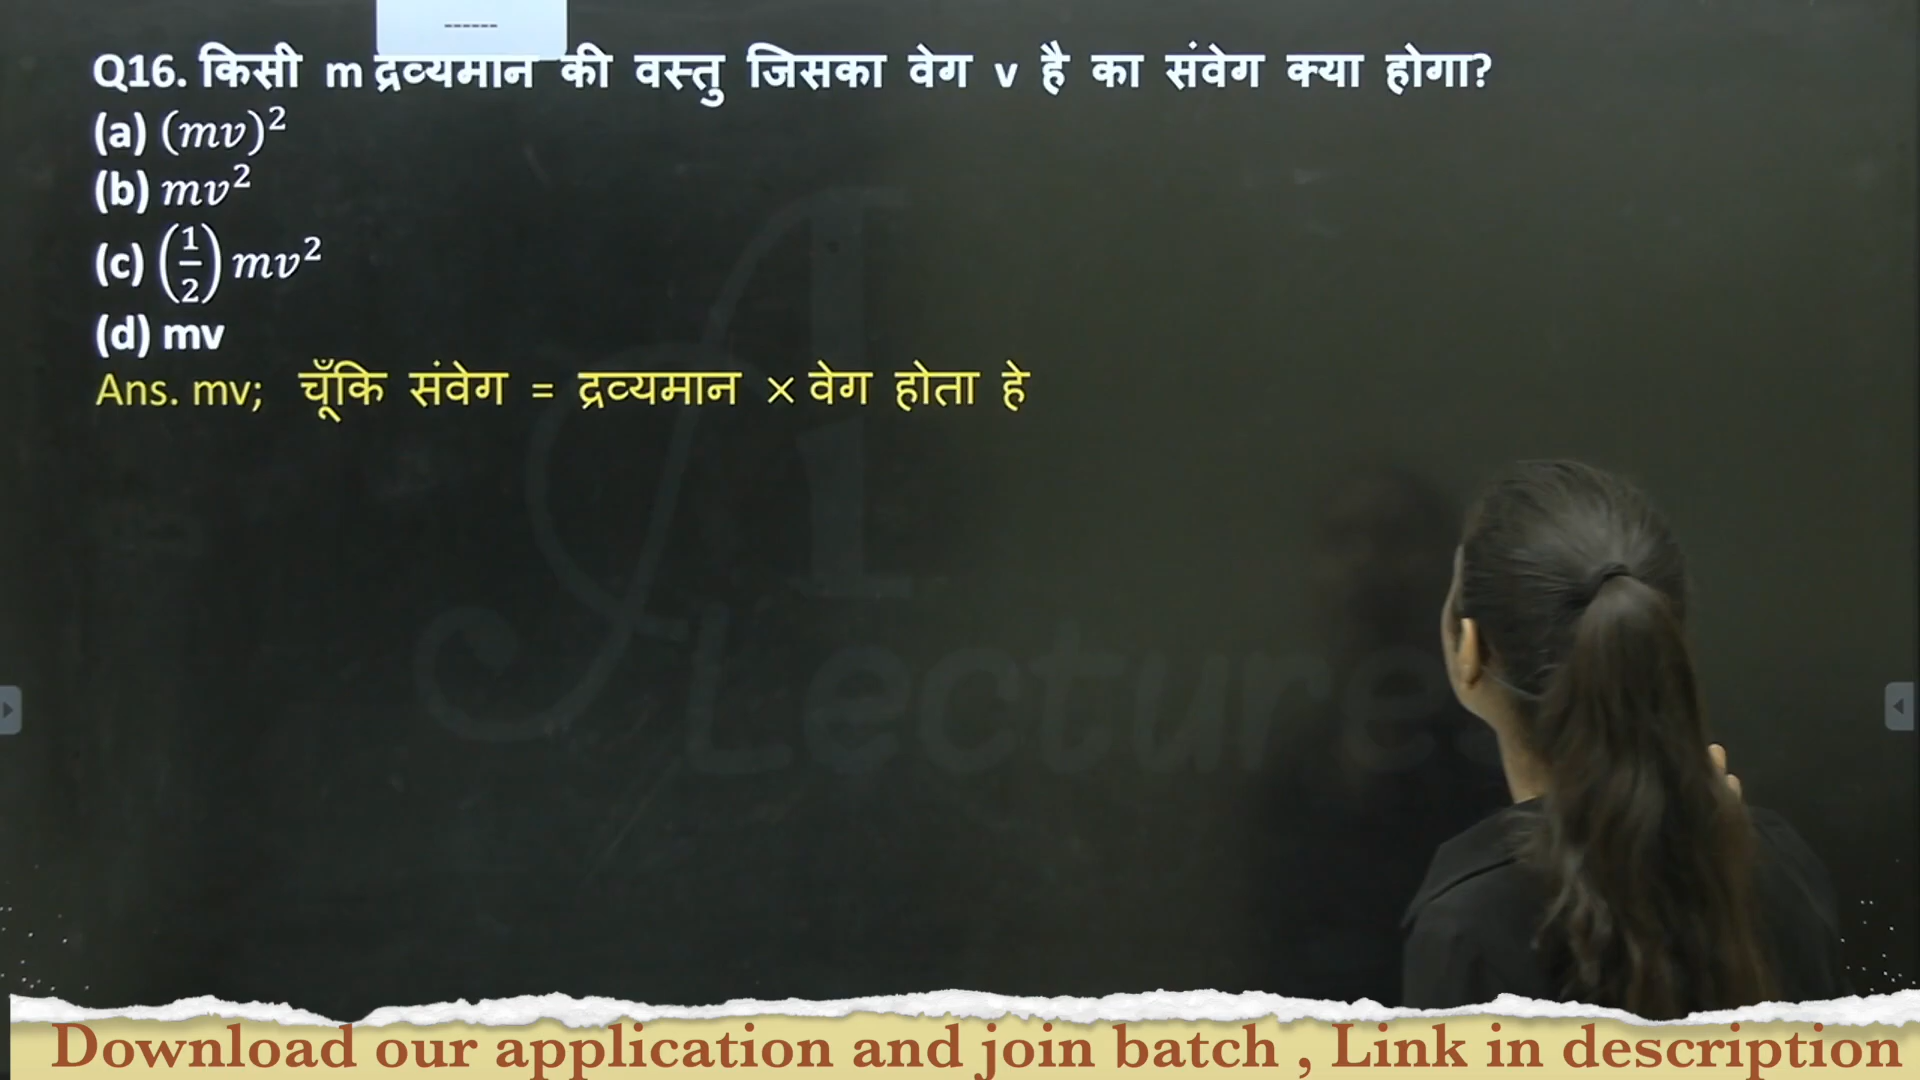 ------
Q16. किसी m द्रव्यमान की वस्तु जिसका वेग v है का संवेग क्या होगा?
(a) (mv)²
(b) mv²
(c) (1/2) mv²
(d) mv
Ans. mv; चूँकि संवेग = द्रव्यमान × वेग होता हे
A
Lectures
Download our application and join batch , Link in description